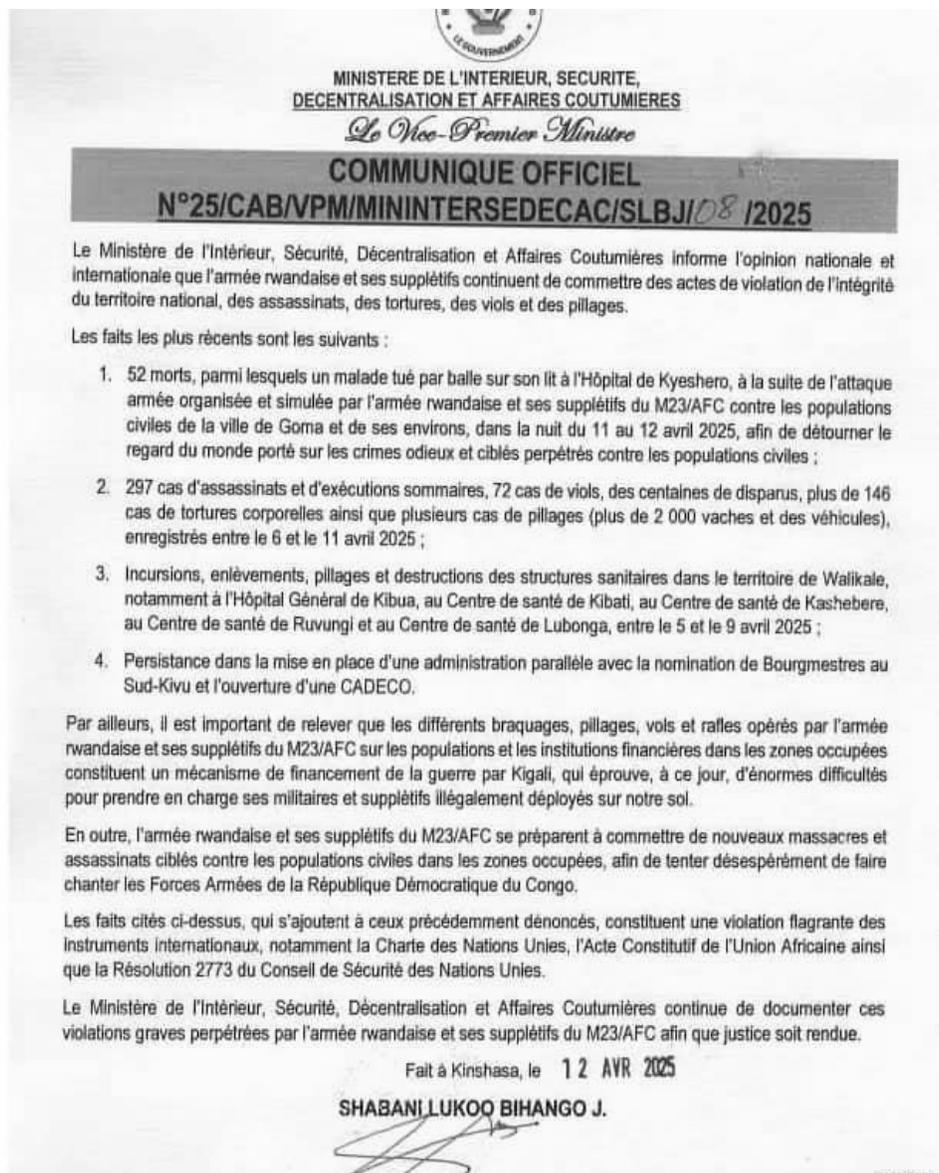 LE GOUVERNEMENT
MINISTERE DE L'INTERIEUR, SECURITE,
DECENTRALISATION ET AFFAIRES COUTUMIERES
Le Vice-Premier Ministre
COMMUNIQUE OFFICIEL
N°25/CAB/VPM/MININTERSEDECAC/SLBJ/08/2025
Le Ministère de l'Intérieur, Sécurité, Décentralisation et Affaires Coutumières informe l'opinion nationale et
internationale que l'armée rwandaise et ses supplétifs continuent de commettre des actes de violation de l'intégrité
du territoire national, des assassinats, des tortures, des viols et des pillages.
Les faits les plus récents sont les suivants :
1. 52 morts, parmi lesquels un malade tué par balle sur son lit à l'Hôpital de Kyeshero, à la suite de l'attaque
armée organisée et simulée par l'armée rwandaise et ses supplétifs du M23/AFC contre les populations
civiles de la ville de Goma et de ses environs, dans la nuit du 11 au 12 avril 2025, afin de détourner le
regard du monde porté sur les crimes odieux et ciblés perpétrés contre les populations civiles ;
2. 297 cas d'assassinats et d'exécutions sommaires, 72 cas de viols, des centaines de disparus, plus de 146
cas de tortures corporelles ainsi que plusieurs cas de pillages (plus de 2 000 vaches et des véhicules),
enregistrés entre le 6 et le 11 avril 2025 ;
3. Incursions, enlèvements, pillages et destructions des structures sanitaires dans le territoire de Walikale,
notamment à l'Hôpital Général de Kibua, au Centre de santé de Kibati, au Centre de santé de Kashebere,
au Centre de santé de Ruvungi et au Centre de santé de Lubonga, entre le 5 et le 9 avril 2025 ;
4. Persistance dans la mise en place d'une administration parallèle avec la nomination de Bourgmestres au
Sud-Kivu et l'ouverture d'une CADECO.
Par ailleurs, il est important de relever que les différents braquages, pillages, vols et rafles opérés par l'armée
rwandaise et ses supplétifs du M23/AFC sur les populations et les institutions financières dans les zones occupées
constituent un mécanisme de financement de la guerre par Kigali, qui éprouve, à ce jour, d'énormes difficultés
pour prendre en charge ses militaires et supplétifs illégalement déployés sur notre sol.
En outre, l'armée rwandaise et ses supplétifs du M23/AFC se préparent à commettre de nouveaux massacres et
assassinats ciblés contre les populations civiles dans les zones occupées, afin de tenter désespérément de faire
chanter les Forces Armées de la République Démocratique du Congo.
Les faits cités ci-dessus, qui s'ajoutent à ceux précédemment dénoncés, constituent une violation flagrante des
instruments internationaux, notamment la Charte des Nations Unies, l'Acte Constitutif de l'Union Africaine ainsi
que la Résolution 2773 du Conseil de Sécurité des Nations Unies.
Le Ministère de l'Intérieur, Sécurité, Décentralisation et Affaires Coutumières continue de documenter ces
violations graves perpétrées par l'armée rwandaise et ses supplétifs du M23/AFC afin que justice soit rendue.
Fait à Kinshasa, le 12 AVR 2025
SHABANI LUKOO BIHANGO J.